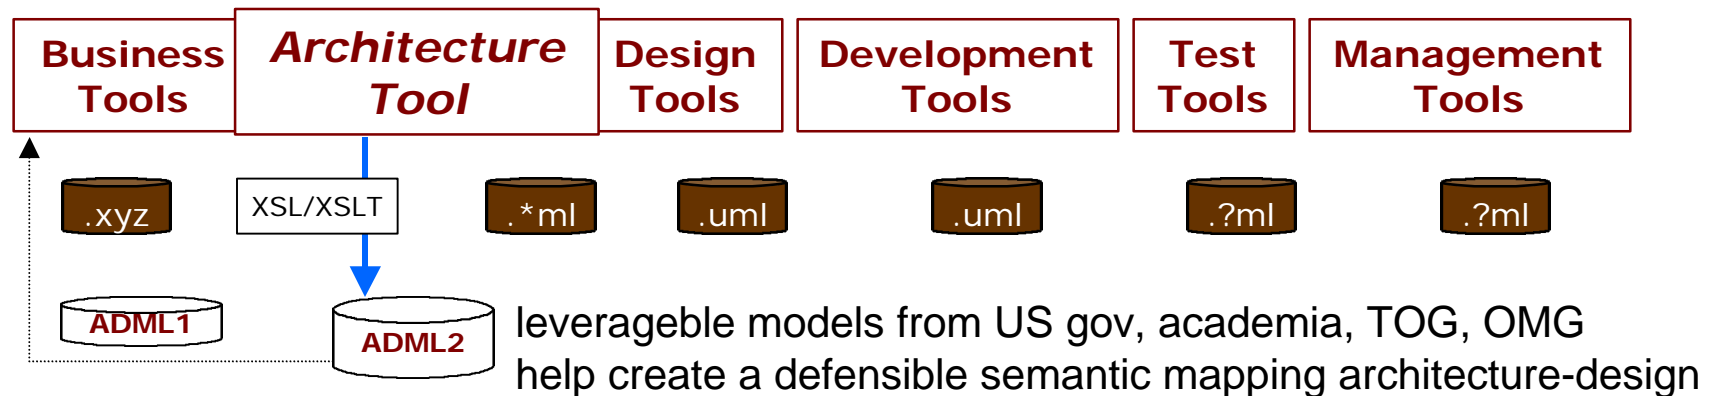 Business
Tools
Architecture
Tool
Design
Tools
Development
Tools
Test
Tools
Management
Tools
.xyz
XSL/XSLT
.*ml
.uml
.uml
.?ml
.?ml
ADML1
ADML2
leverageble models from US gov, academia, TOG, OMG
help create a defensible semantic mapping architecture-design